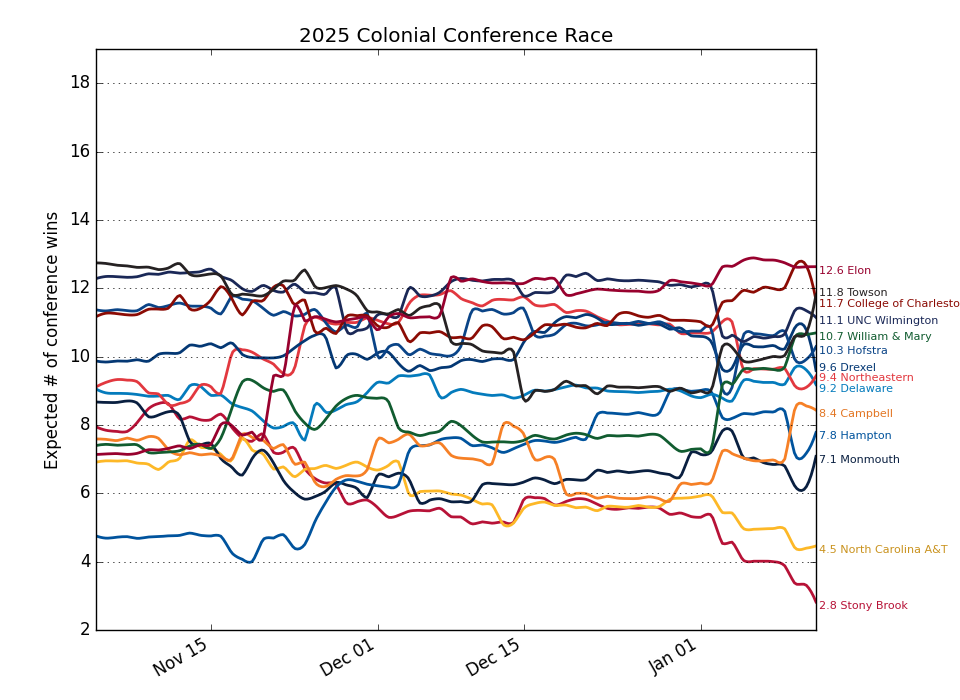 2025 Colonial Conference Race
Expected # of conference wins
18
16
14
12
10
8
6
4
2
Nov 15
Dec 01
Dec 15
Jan 01
12.6 Elon
11.8 Towson
11.7 College of Charlesto
11.1 UNC Wilmington
10.7 William & Mary
10.3 Hofstra
9.6 Drexel
9.4 Northeastern
9.2 Delaware
8.4 Campbell
7.8 Hampton
7.1 Monmouth
4.5 North Carolina A&T
2.8 Stony Brook